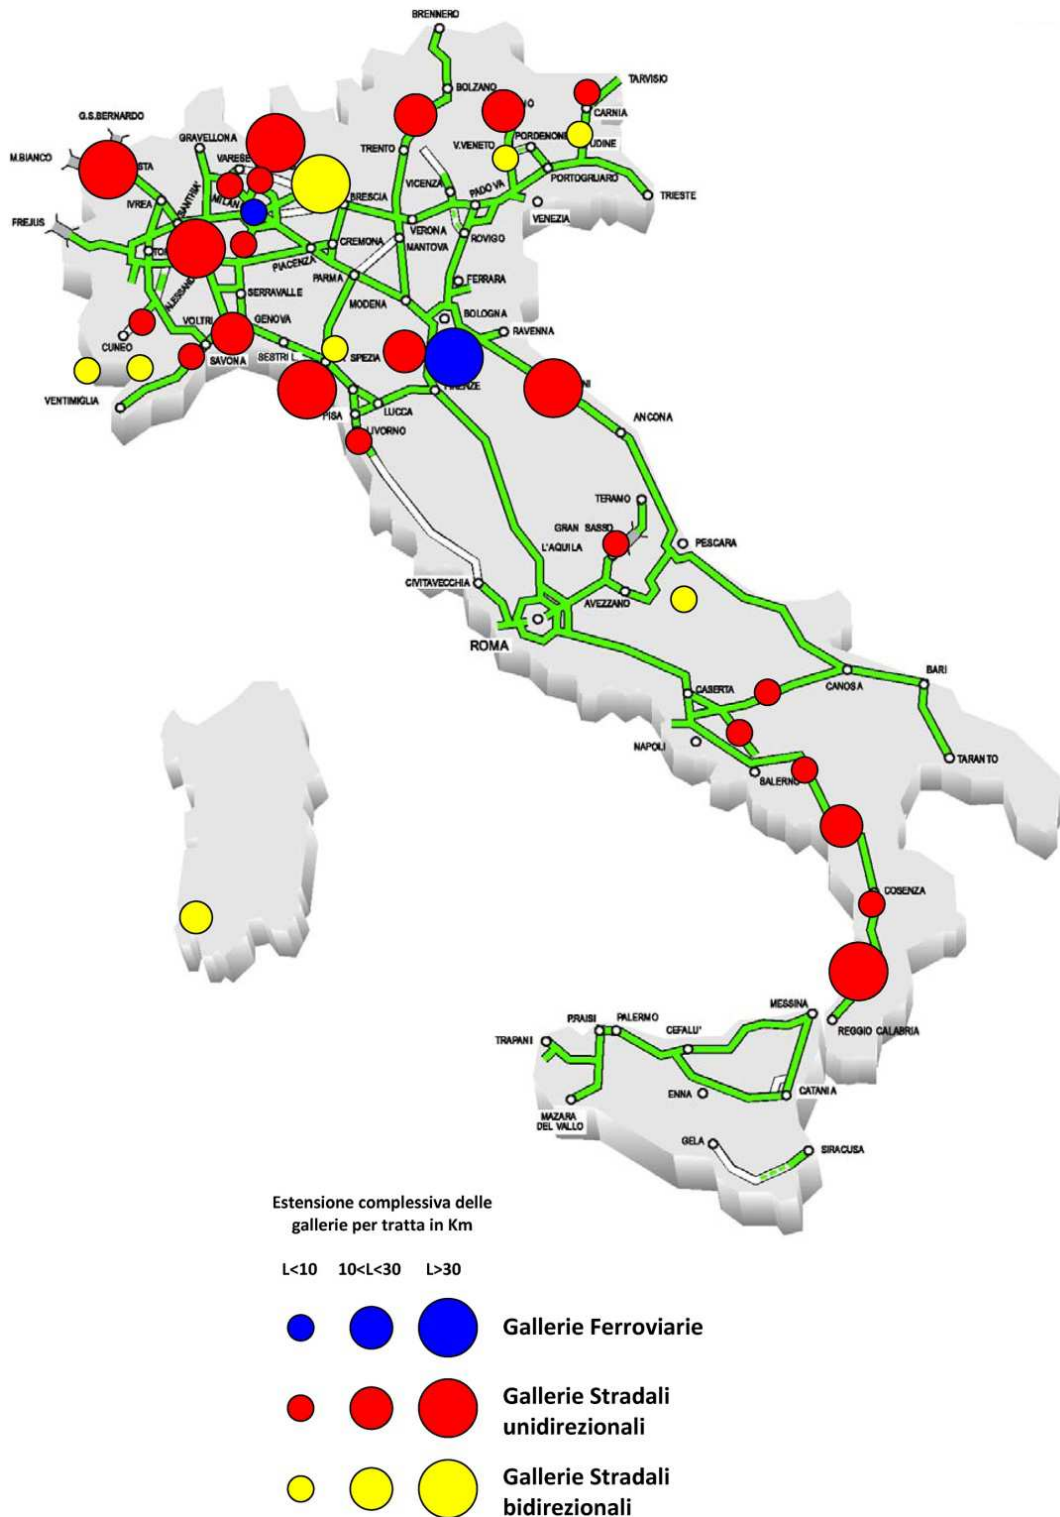 BRENNERO
TARVISIO
BOLZANO
G.S.BERNARDO
CARNIA
GRAVELLONA
PORDENONE
M.BIANCO
VARESE
TRENTO
V.VENETO
UDINE
VICENZA
PADOVA
PORTOGRUARO
IVREA
SANTHIA'
MILAN
BRESCIA
TRIESTE
VENEZIA
FREJUS
VERONA
ROVIGO
CREMONA
MANTOVA
PIACENZA
PARMA
FERRARA
SERRAVALLE
MODENA
VOLTRI
GENOVA
BOLOGNA
RAVENNA
CUNEO
SAVONA
SESTRI L.
SPEZIA
VENTIMIGLIA
PISA
LUCCA
ANCONA
LIVORNO
TERAMO
GRAN SASSO
L'AQUILA
PESCARA
CIVITAVECCHIA
AVEZZANO
ROMA
BARI
CANOSA
CASERTA
NAPOLI
TARANTO
SALERNO
COSENZA
MESSINA
P.RAISI
PALERMO
CEFALU'
REGGIO CALABRIA
TRAPANI
ENNA
CATANIA
MAZARA
DEL VALLO
GELA
SIRACUSA
Estensione complessiva delle
gallerie per tratta in Km
L<10 10<L<30 L>30
Gallerie Ferroviarie
Gallerie Stradali
unidirezionali
Gallerie Stradali
bidirezionali